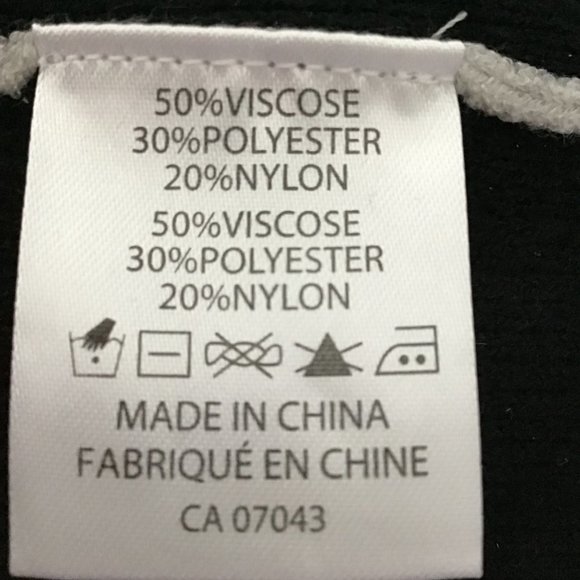 50%VISCOSE
30%POLYESTER
20%NYLON
50%VISCOSE
30%POLYESTER
20%NYLON
MADE IN CHINA
FABRIQUÉ EN CHINE
CA 07043